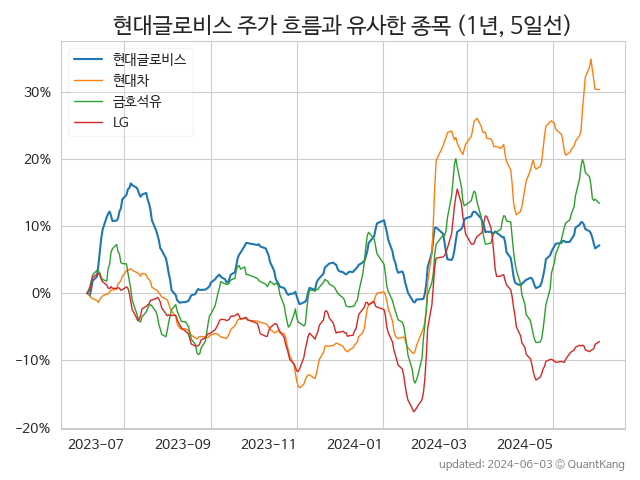 현대글로비스 주가 흐름과 유사한 종목 (1년, 5일선)
현대글로비스
현대차
금호석유
LG
30%
20%
10%
0%
−10%
−20%
2023−07
2023−09
2023−11
2024−01
2024−03
2024−05
updated: 2024-06-03 © QuantKang